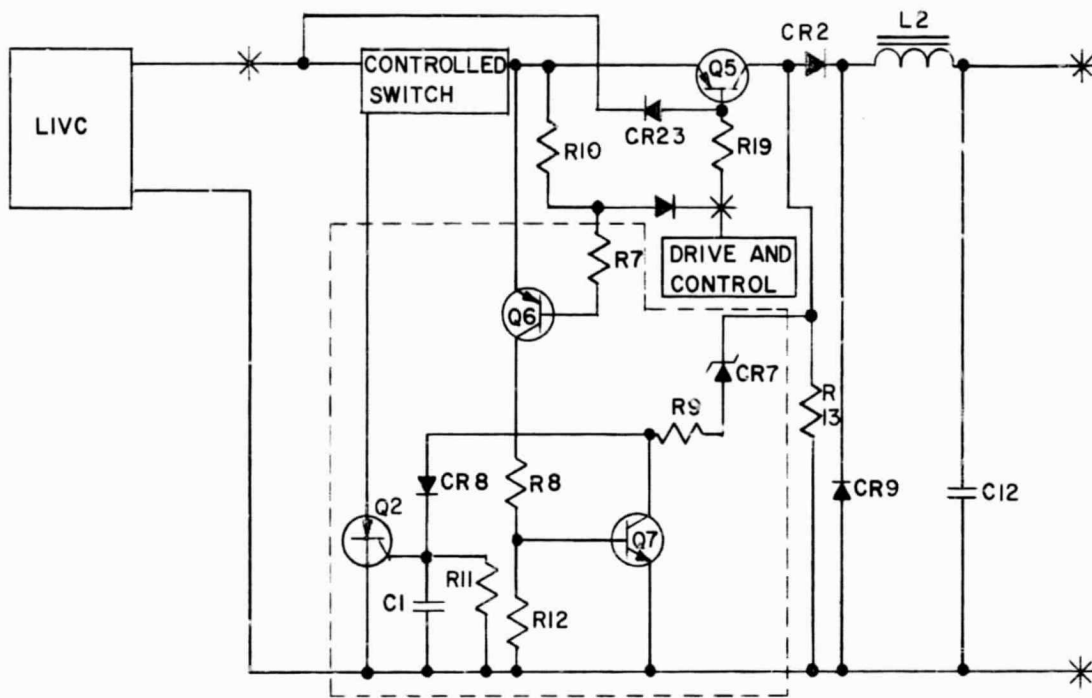 CR2
L2
LIVC
CONTROLLED
SWITCH
Q5
CR23
R10
R19
R7
DRIVE AND
CONTROL
Q6
CR7
R9
R
13
CR8
R8
Q2
Q7
CR9
C12
R11
C1
R12